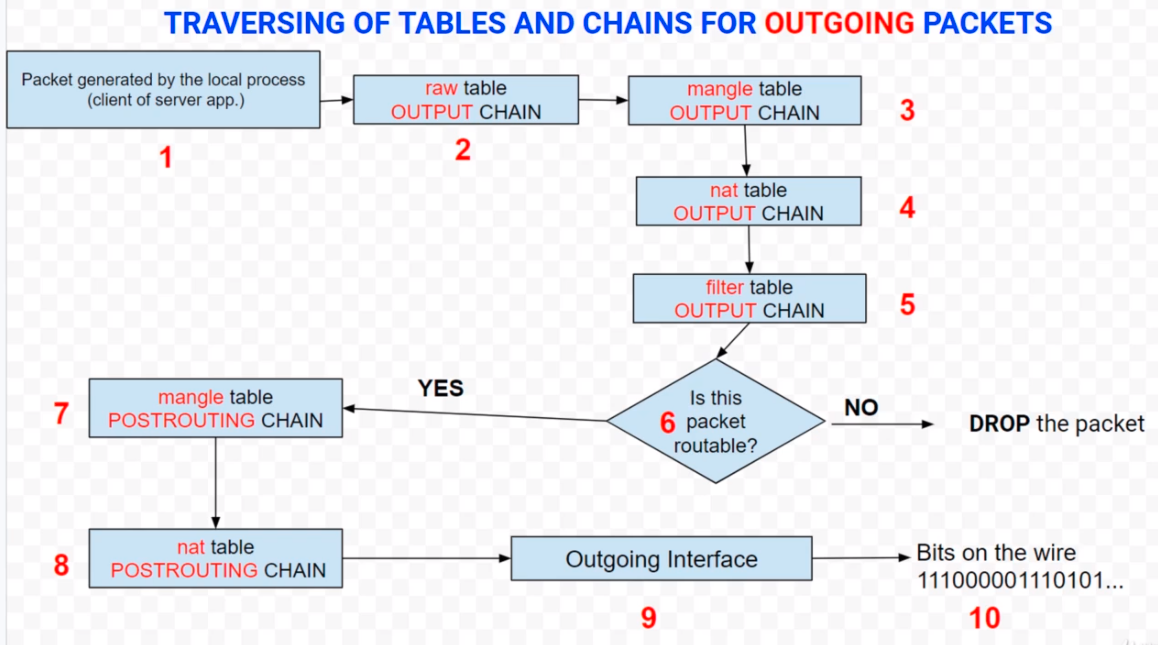 TRAVERSING OF TABLES AND CHAINS FOR OUTGOING PACKETS
Packet generated by the local process
(client of server app.)
1
raw table
OUTPUT CHAIN
2
mangle table
OUTPUT CHAIN
3
nat table
OUTPUT CHAIN
4
filter table
OUTPUT CHAIN
5
Is this
6 packet
routable?
NO
DROP the packet
YES
7
mangle table
POSTROUTING CHAIN
8
nat table
POSTROUTING CHAIN
Outgoing Interface
9
Bits on the wire
111000001110101...
10